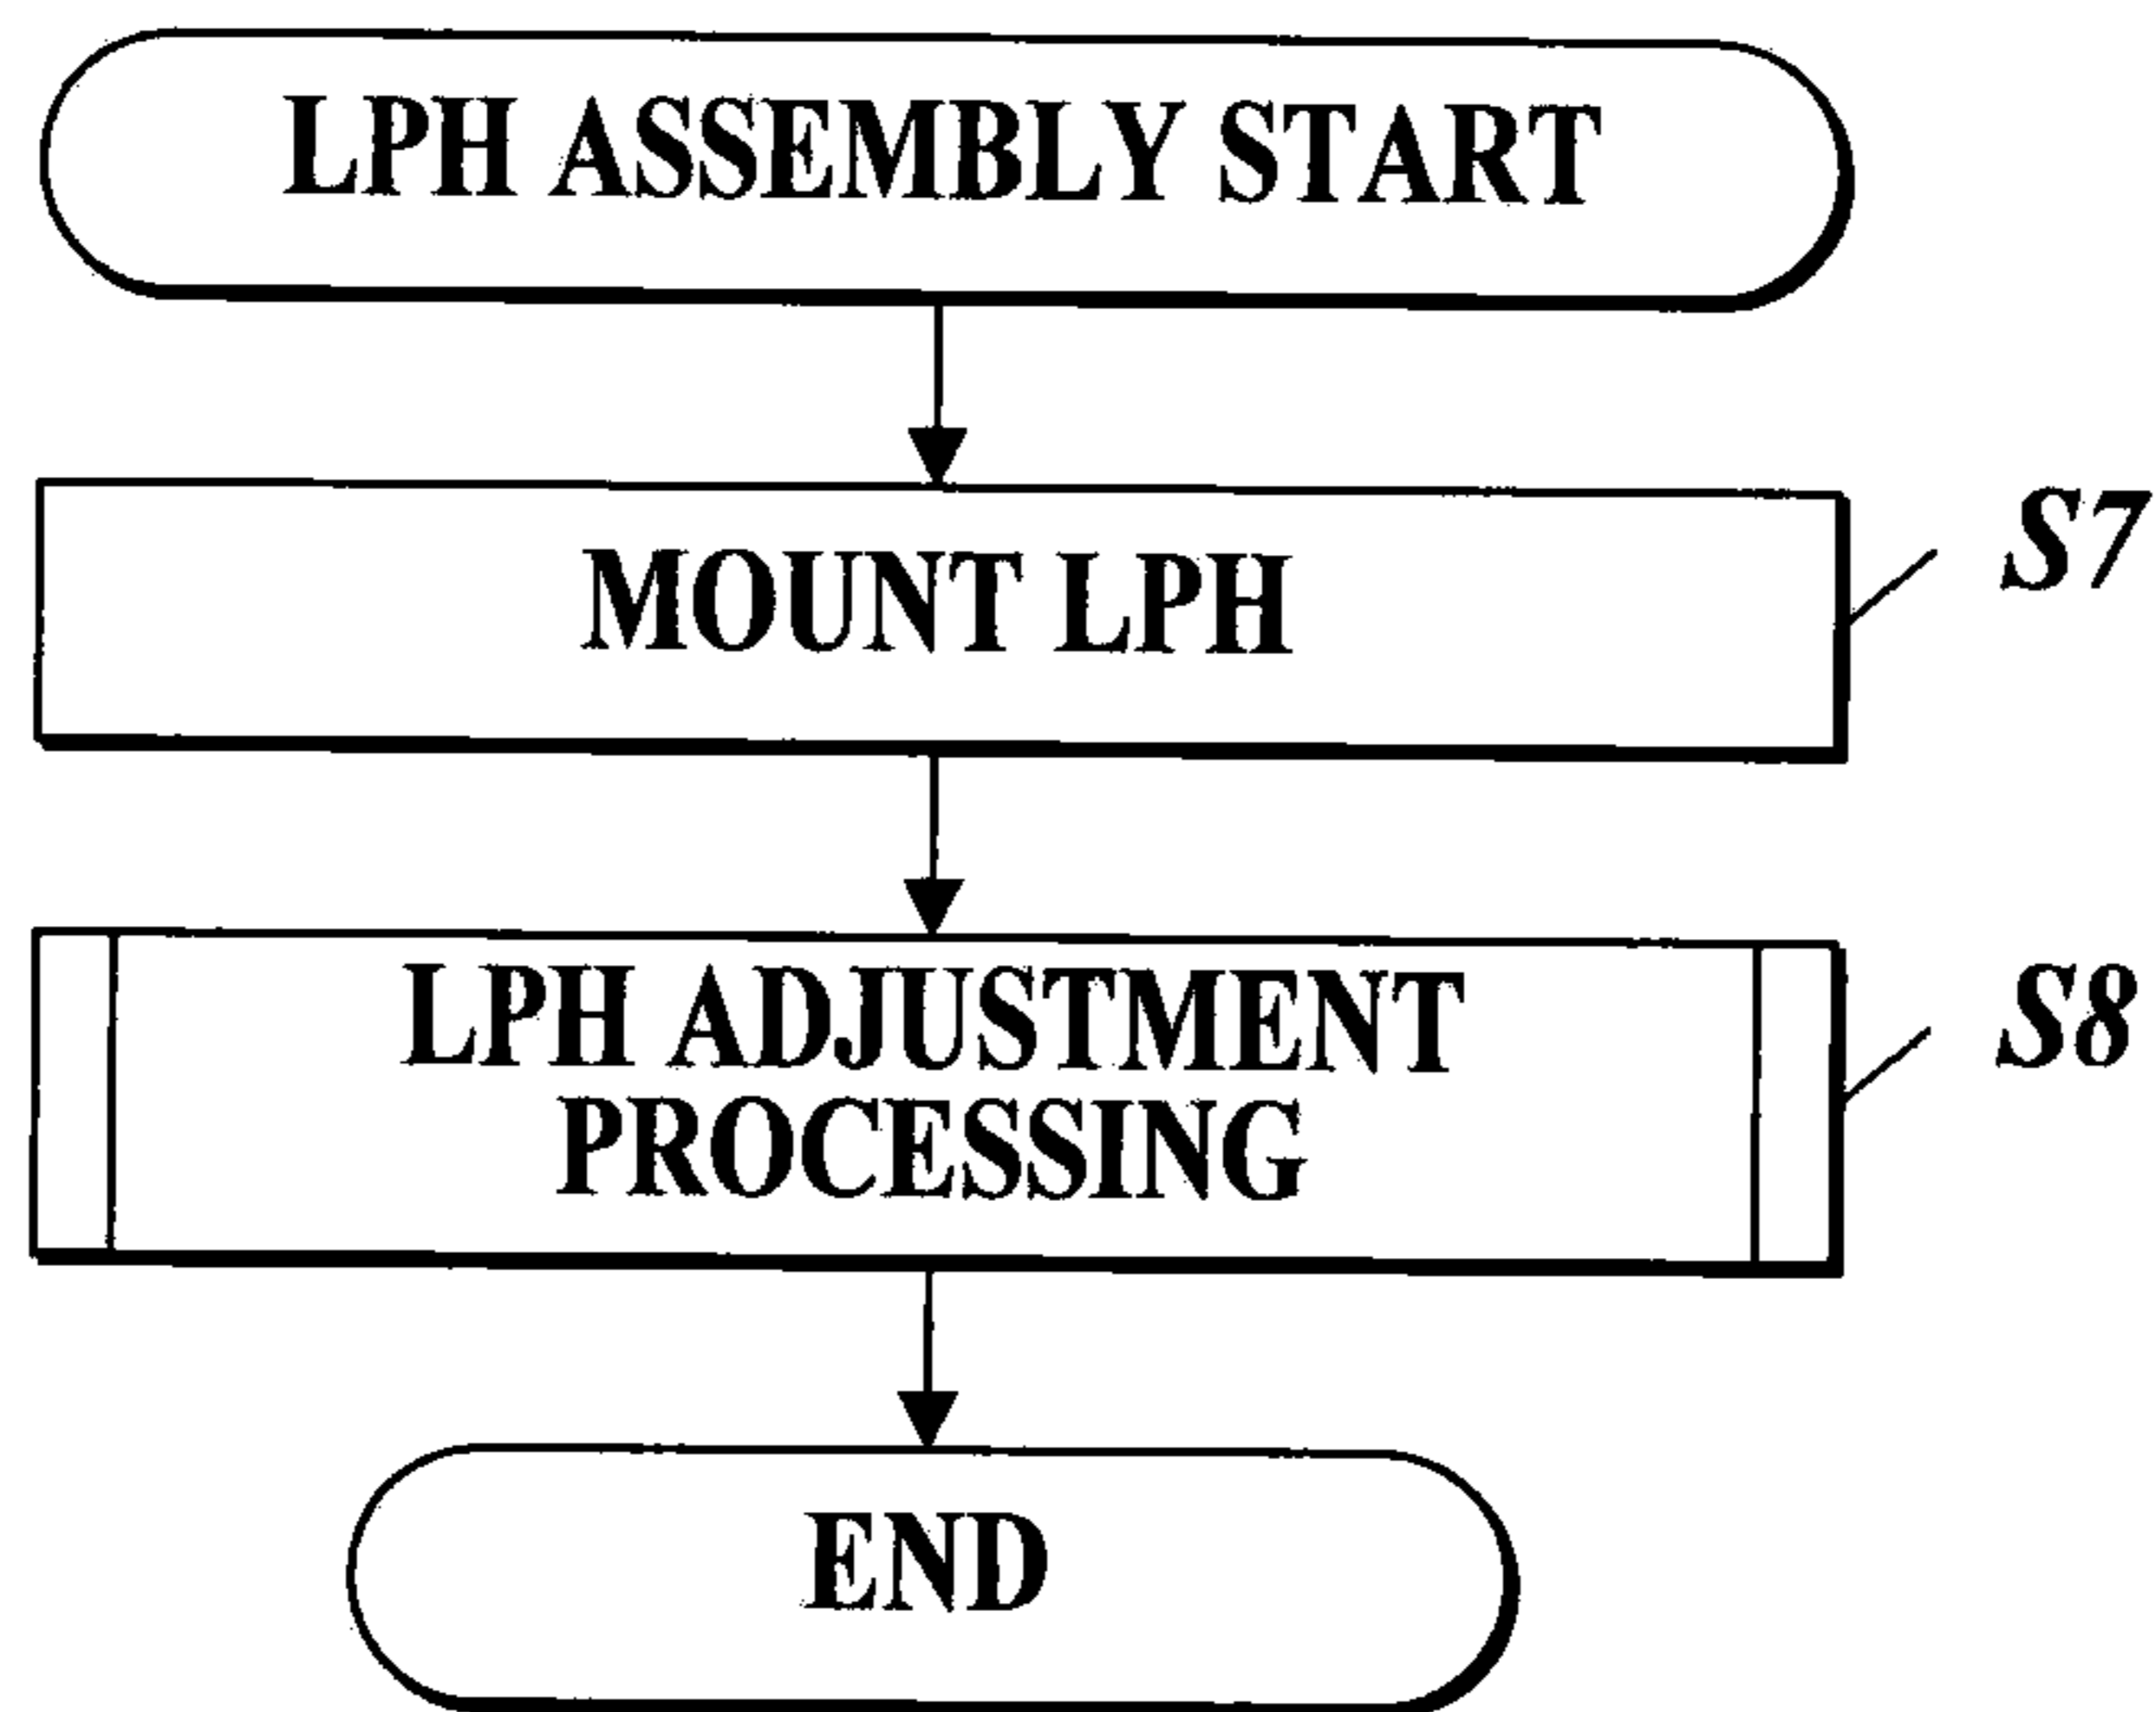 LPH ASSEMBLY START
MOUNT LPH
S7
LPH ADJUSTMENT
PROCESSING
S8
END